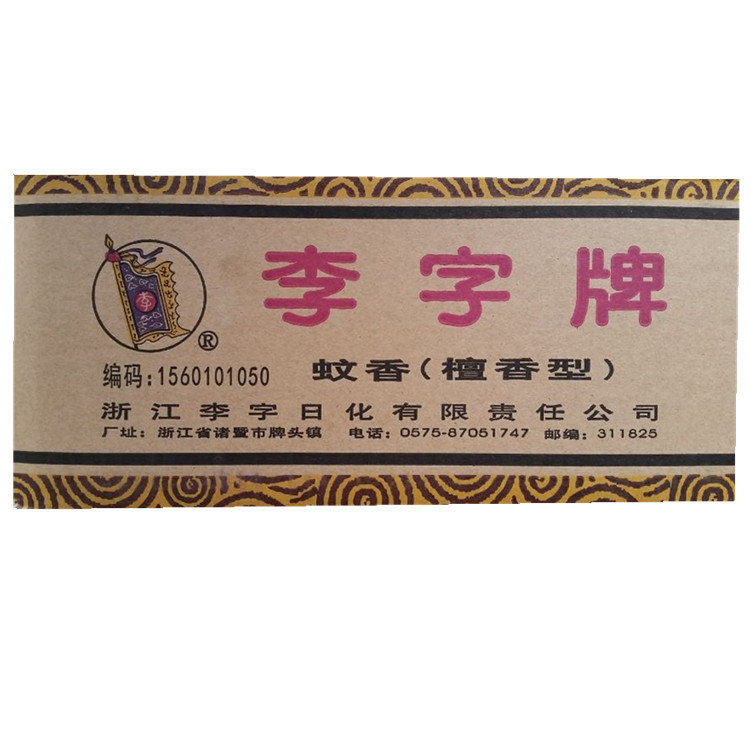 李字牌
李
®
编码:1560101050
蚊香(檀香型)
浙江李字日化有限责任公司
厂址：浙江省诸暨市牌头镇 电话：0575-87051747 邮编：311825